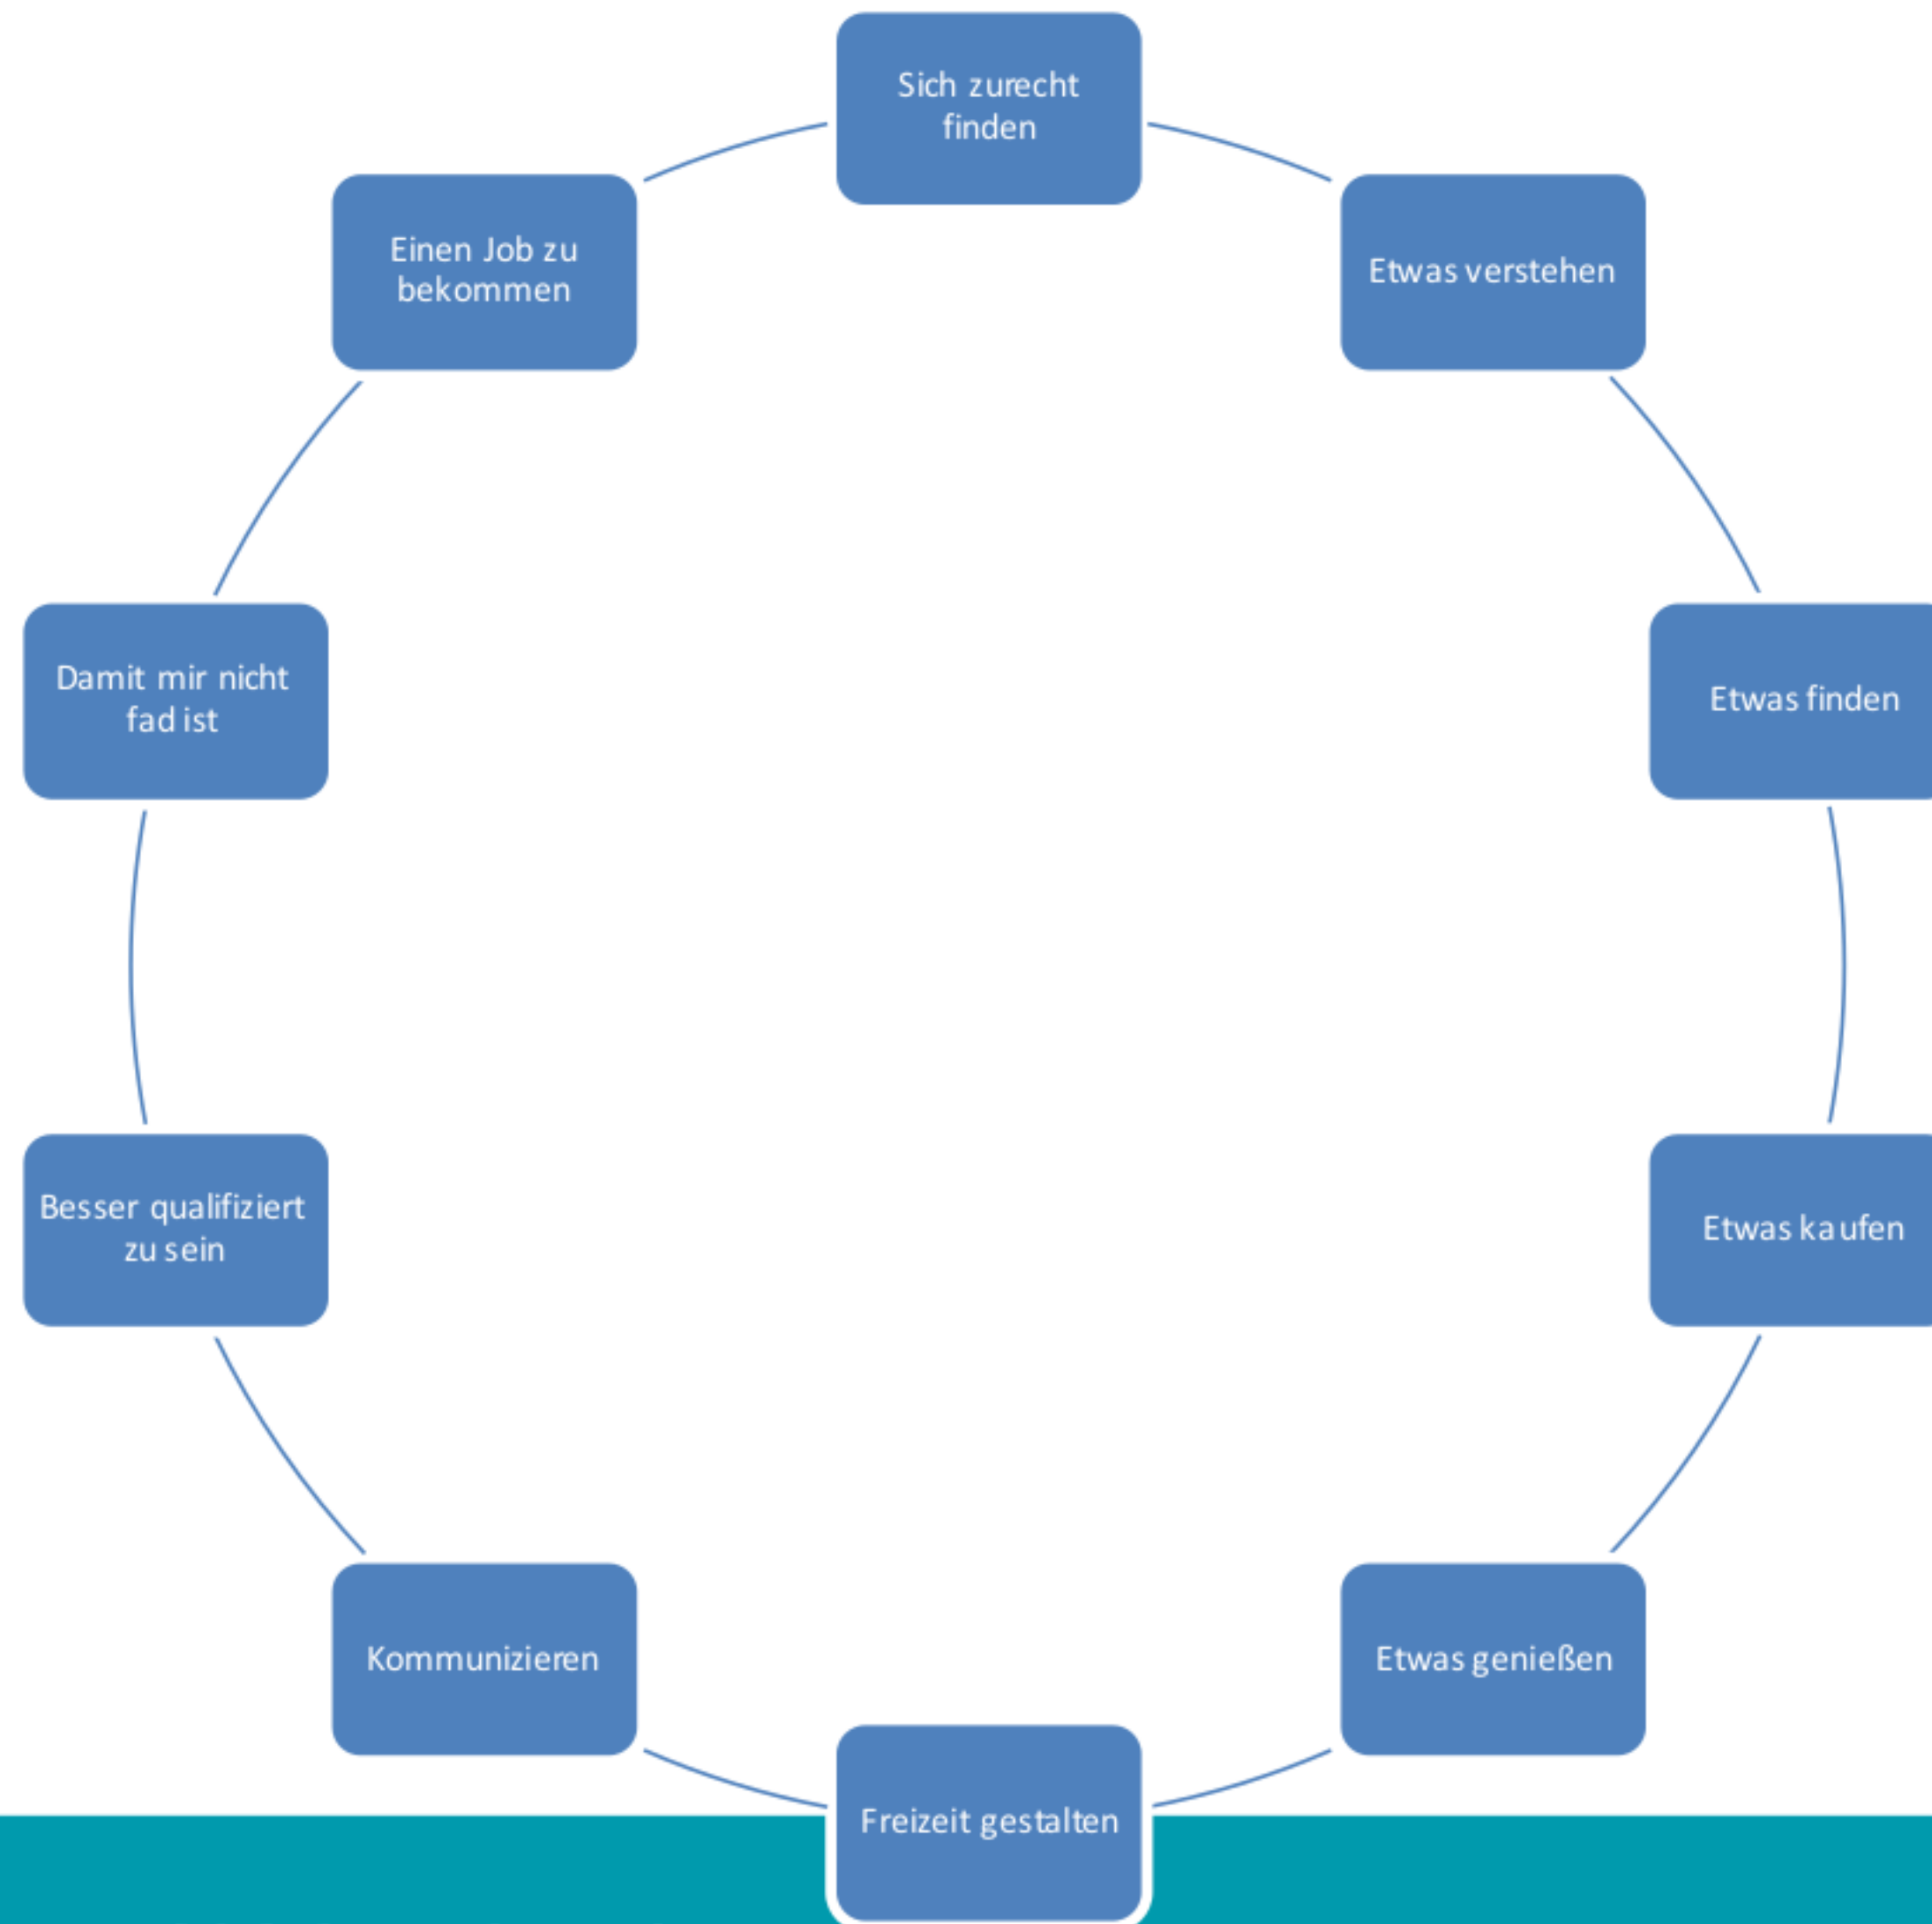 Sich zurecht
finden
Etwas verstehen
Etwas finden
Etwas kaufen
Etwas genießen
Freizeit gestalten
Kommunizieren
Besser qualifiziert
zu sein
Damit mir nicht
fad ist
Einen Job zu
bekommen